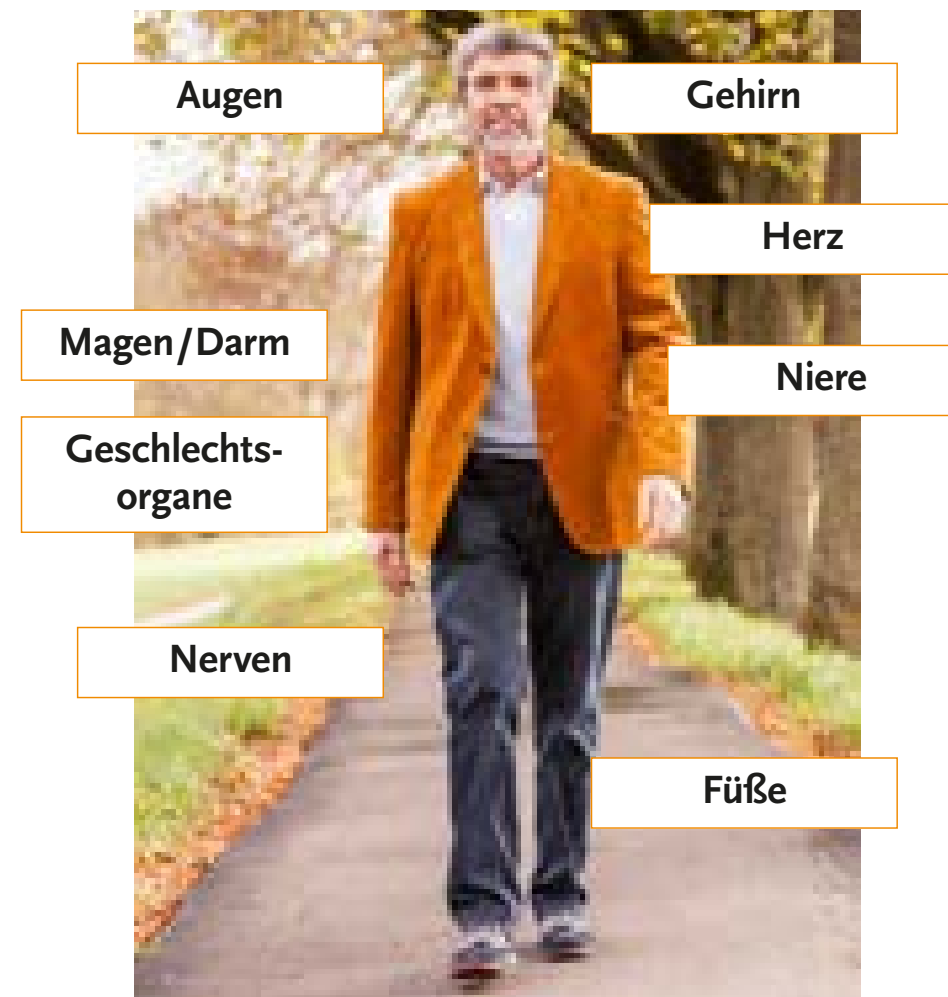 Augen
Gehirn
Herz
Magen/Darm
Niere
Geschlechts-
organe
Nerven
Füße